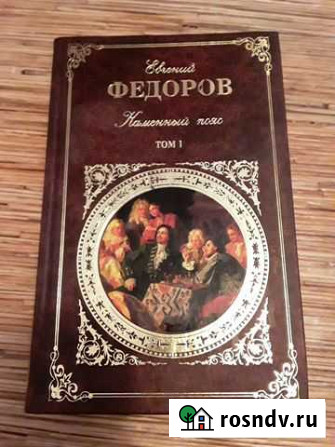 Евгений
ФЕДОРОВ
Каменный пояс
ТОМ 1
rosndv.ru